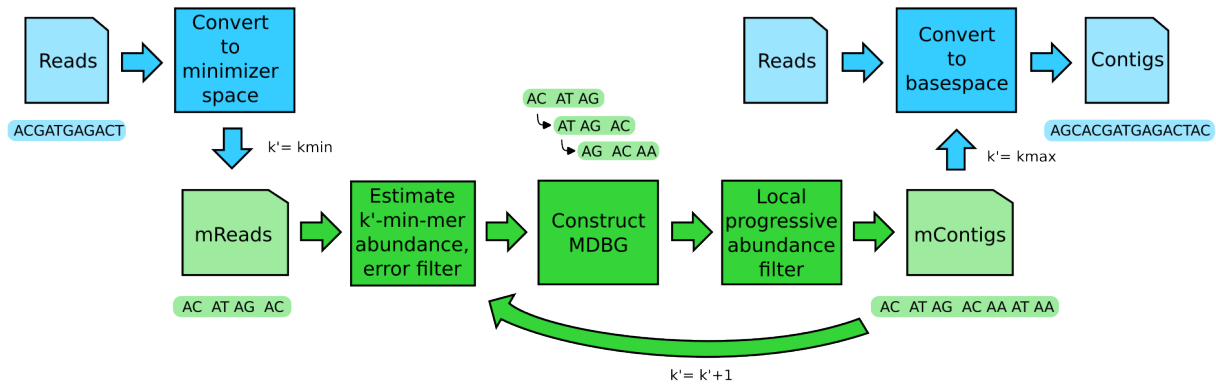 Reads
Convert
to
minimizer
space
ACGATGAGACT
k'= kmin
mReads
AC AT AG AC
Estimate
k'-min-mer
abundance,
error filter
AC AT AG
AT AG AC
AG AC AA
Construct
MDBG
Local
progressive
abundance
filter
mContigs
AC AT AG AC AA AT AA
k'= k'+1
k'= kmax
Reads
Convert
to
basespace
Contigs
AGCACGATGAGACTAC